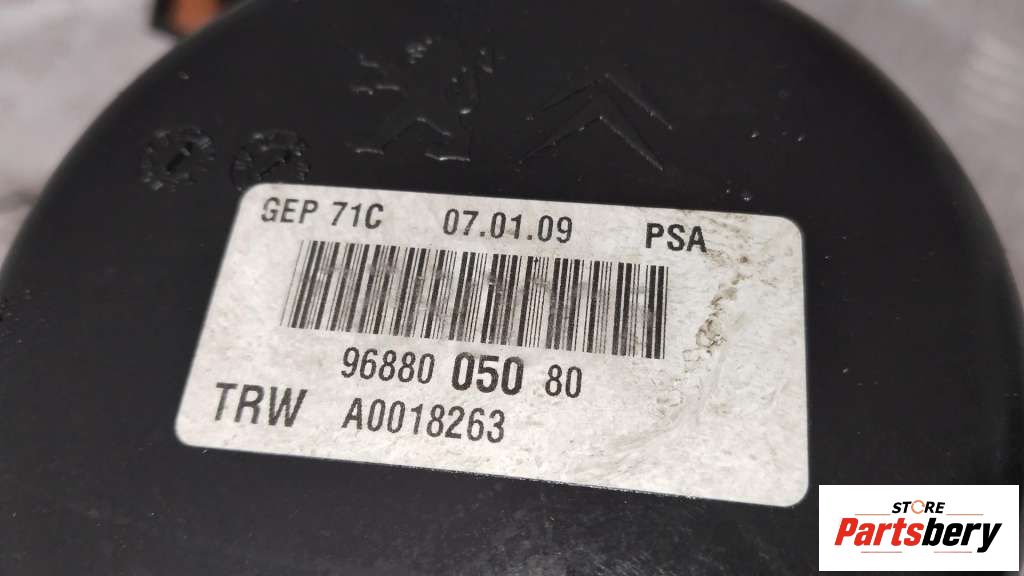 GEP 71C 07.01.09 PSA
96880 050 80
TRW A0018263
STORE
Partsbery